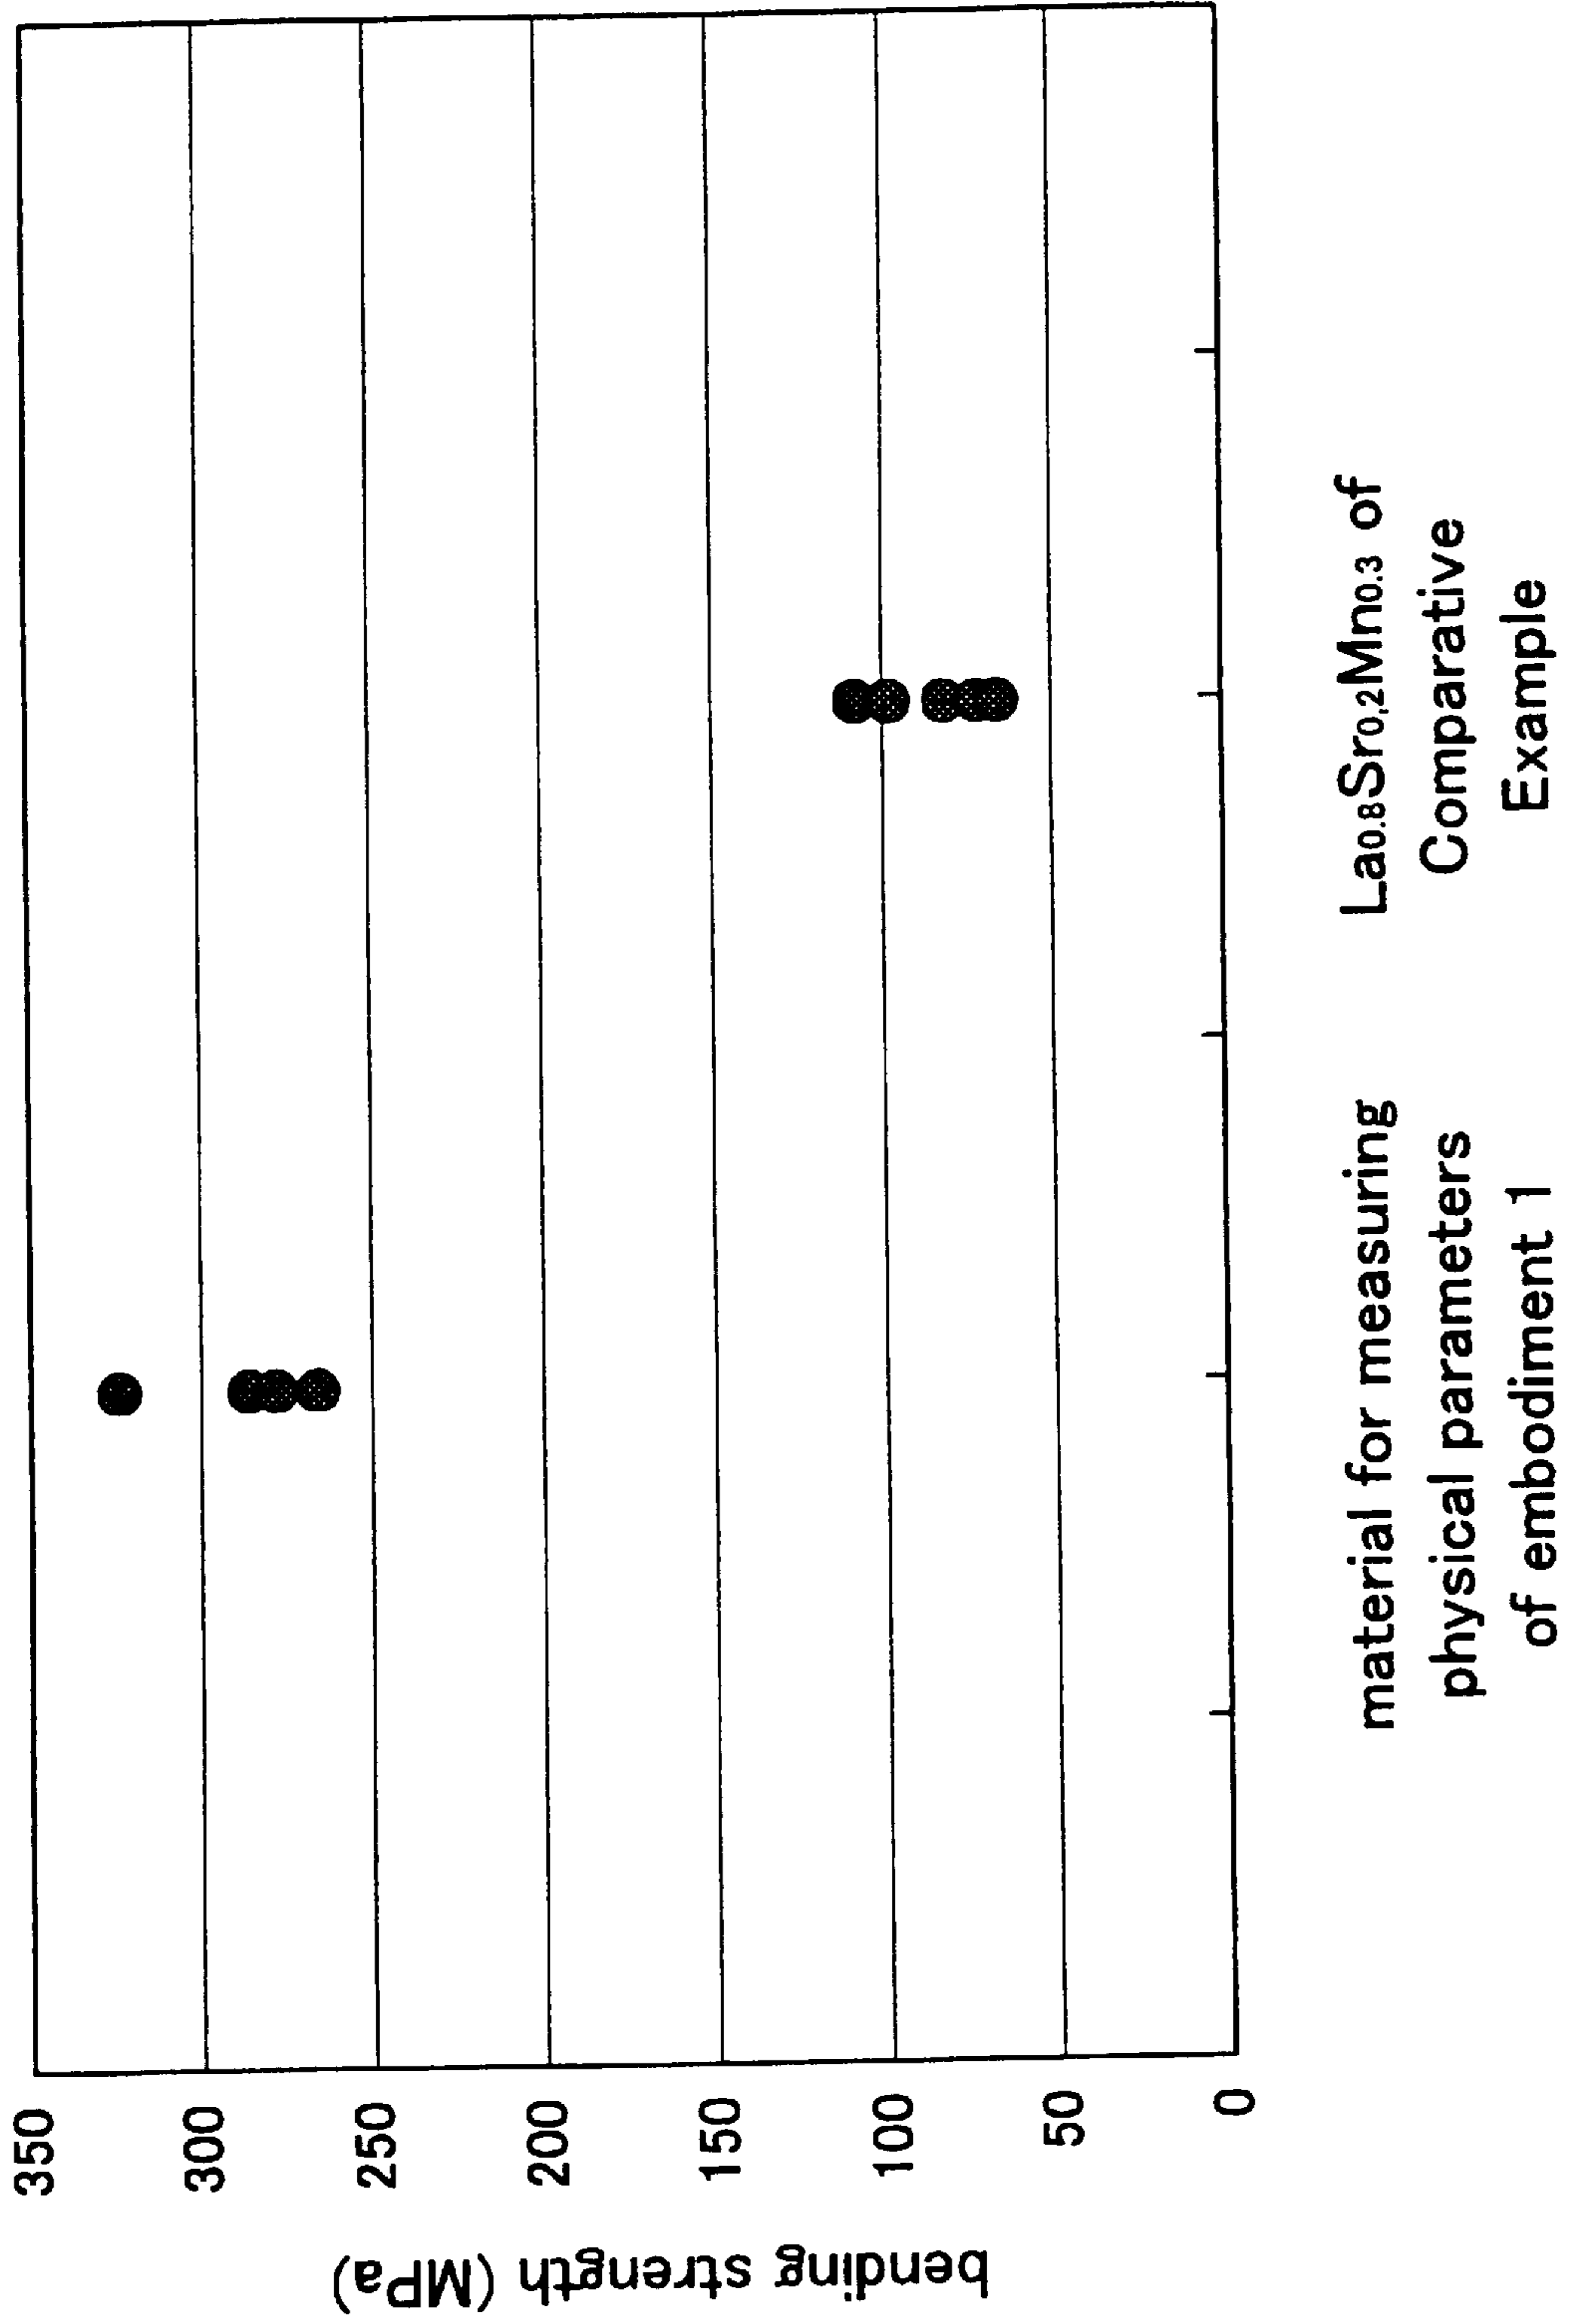 bending strength (MPa)
350
300
250
200
150
100
50
0
material for measuring
physical parameters
of embodiment 1
La0.8Sr0,2Mn0.3 of
Comparative
Example